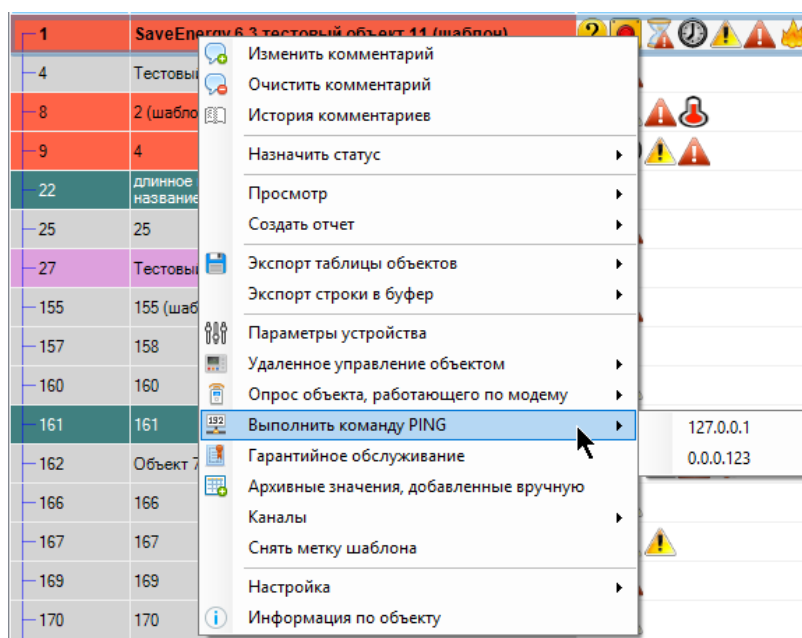 1 SaveEnergy 6.3 тестовый объект 11 (шаблон)
Изменить комментарий
4 Тестовы
Очистить комментарий
8 2 (шабло
История комментариев
9 4
Назначить статус
22 длинное
название
Просмотр
25 25
Создать отчет
27 Тестовы
Экспорт таблицы объектов
Экспорт строки в буфер
155 155 (шаб
Параметры устройства
157 158
Удаленное управление объектом
160 160
Опрос объекта, работающего по модему
161 161
Выполнить команду PING
127.0.0.1
162 Объект 7
Гарантийное обслуживание
0.0.0.123
166 166
Архивные значения, добавленные вручную
Каналы
167 167
Снять метку шаблона
169 169
Настройка
170 170
Информация по объекту